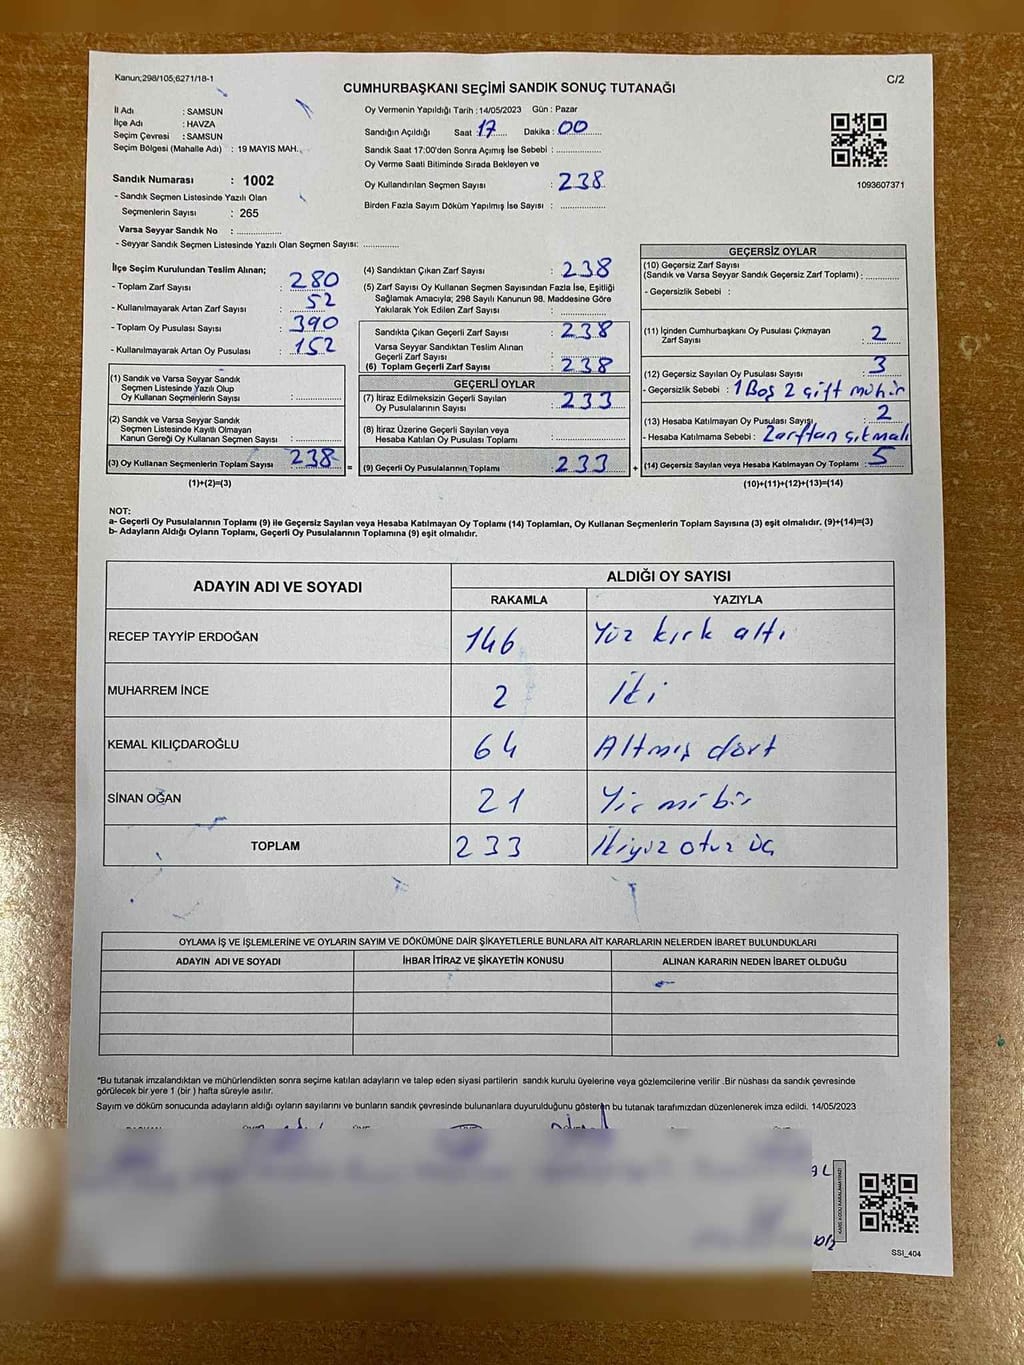 Kanun;298/105;6271/18-1
C/2
CUMHURBAŞKANI SEÇİMİ SANDIK SONUÇ TUTANAĞI
İl Adı : SAMSUN
İlçe Adı : HAVZA
Seçim Çevresi : SAMSUN
Seçim Bölgesi (Mahalle Adı) : 19 MAYIS MAH.
Sandık Numarası : 1002
- Sandık Seçmen Listesinde Yazılı Olan
Seçmenlerin Sayısı : 265
Varsa Seyyar Sandık No : ..............
- Seyyar Sandık Seçmen Listesinde Yazılı Olan Seçmen Sayısı: ............
Oy Vermenin Yapıldığı Tarih : 14/05/2023 Gün : Pazar
Sandığın Açıldığı Saat 17 Dakika : 00
Sandık Saat 17:00'den Sonra Açımış İse Sebebi : ..............
Oy Verme Saati Bitiminde Sırada Bekleyen ve
Oy Kullandırılan Seçmen Sayısı : 238
Birden Fazla Sayım Döküm Yapılmış İse Sayısı : ..............
1093607371
İlçe Seçim Kurulundan Teslim Alınan;
- Toplam Zarf Sayısı : 280
- Kullanılmayarak Artan Zarf Sayısı : 52
- Toplam Oy Pusulası Sayısı : 390
- Kullanılmayarak Artan Oy Pusulası : 152
(1) Sandık ve Varsa Seyyar Sandık
Seçmen Listesinde Yazılı Olup
Oy Kullanan Seçmenlerin Sayısı : ..............
(2) Sandık ve Varsa Seyyar Sandık
Seçmen Listesinde Kayıtlı Olmayan
Kanun Gereği Oy Kullanan Seçmen Sayısı : ..............
(3) Oy Kullanan Seçmenlerin Toplam Sayısı 238 =
(1)+(2)=(3)
(4) Sandıktan Çıkan Zarf Sayısı : 238
(5) Zarf Sayısı Oy Kullanan Seçmen Sayısından Fazla İse, Eşitliği
Sağlamak Amacıyla; 298 Sayılı Kanunun 98. Maddesine Göre
Yakılarak Yok Edilen Zarf Sayısı : ..............
Sandıkta Çıkan Geçerli Zarf Sayısı : 238
Varsa Seyyar Sandıktan Teslim Alınan
Geçerli Zarf Sayısı : ..............
(6) Toplam Geçerli Zarf Sayısı : 238
GEÇERLİ OYLAR
(7) İtiraz Edilmeksizin Geçerli Sayılan
Oy Pusulalarının Sayısı : 233
(8) İtiraz Üzerine Geçerli Sayılan veya
Hesaba Katılan Oy Pusulası Toplamı : ..............
(9) Geçerli Oy Pusulalarının Toplamı : 233 +
GEÇERSİZ OYLAR
(10) Geçersiz Zarf Sayısı
(Sandık ve Varsa Seyyar Sandık Geçersiz Zarf Toplamı) : ..........
- Geçersizlik Sebebi :
(11) İçinden Cumhurbaşkanı Oy Pusulası Çıkmayan
Zarf Sayısı : 2
(12) Geçersiz Sayılan Oy Pusulası Sayısı : 3
- Geçersizlik Sebebi : 1 Boş 2 çift mühür
(13) Hesaba Katılmayan Oy Pusulası Sayısı : 2
- Hesaba Katılmama Sebebi : Zarftan çıkmalı
(14) Geçersiz Sayılan veya Hesaba Katılmayan Oy Toplamı : 5
(10)+(11)+(12)+(13)=(14)
NOT:
a- Geçerli Oy Pusulalarının Toplamı (9) ile Geçersiz Sayılan veya Hesaba Katılmayan Oy Toplamı (14) Toplamları, Oy Kullanan Seçmenlerin Toplam Sayısına (3) eşit olmalıdır. (9)+(14)=(3)
b- Adayların Aldığı Oyların Toplamı, Geçerli Oy Pusulalarının Toplamına (9) eşit olmalıdır.
ADAYIN ADI VE SOYADI
ALDIĞI OY SAYISI
RAKAMLA YAZIYLA
RECEP TAYYİP ERDOĞAN 146 Yüz kırk altı
MUHARREM İNCE 2 İki
KEMAL KILIÇDAROĞLU 64 Altmış dört
SİNAN OĞAN 21 Yirmi bir
TOPLAM 233 İkiyüz otuz üç
OYLAMA İŞ VE İŞLEMLERİNE VE OYLARIN SAYIM VE DÖKÜMÜNE DAİR ŞİKAYETLERLE BUNLARA AİT KARARLARIN NELERDEN İBARET BULUNDUKLARI
ADAYIN ADI VE SOYADI İHBAR İTİRAZ VE ŞİKAYETİN KONUSU ALINAN KARARIN NEDEN İBARET OLDUĞU
*Bu tutanak imzalandıktan ve mühürlendikten sonra seçime katılan adayların ve talep eden siyasi partilerin sandık kurulu üyelerine veya gözlemcilerine verilir .Bir nüshası da sandık çevresinde
görülecek bir yere 1 (bir ) hafta süreyle asılır.
Sayım ve döküm sonucunda adayların aldığı oyların sayılarını ve bunların sandık çevresinde bulunanlara duyurulduğunu gösteren bu tutanak tarafımızdan düzenlenerek imza edildi. 14/05/2023
SSI_404